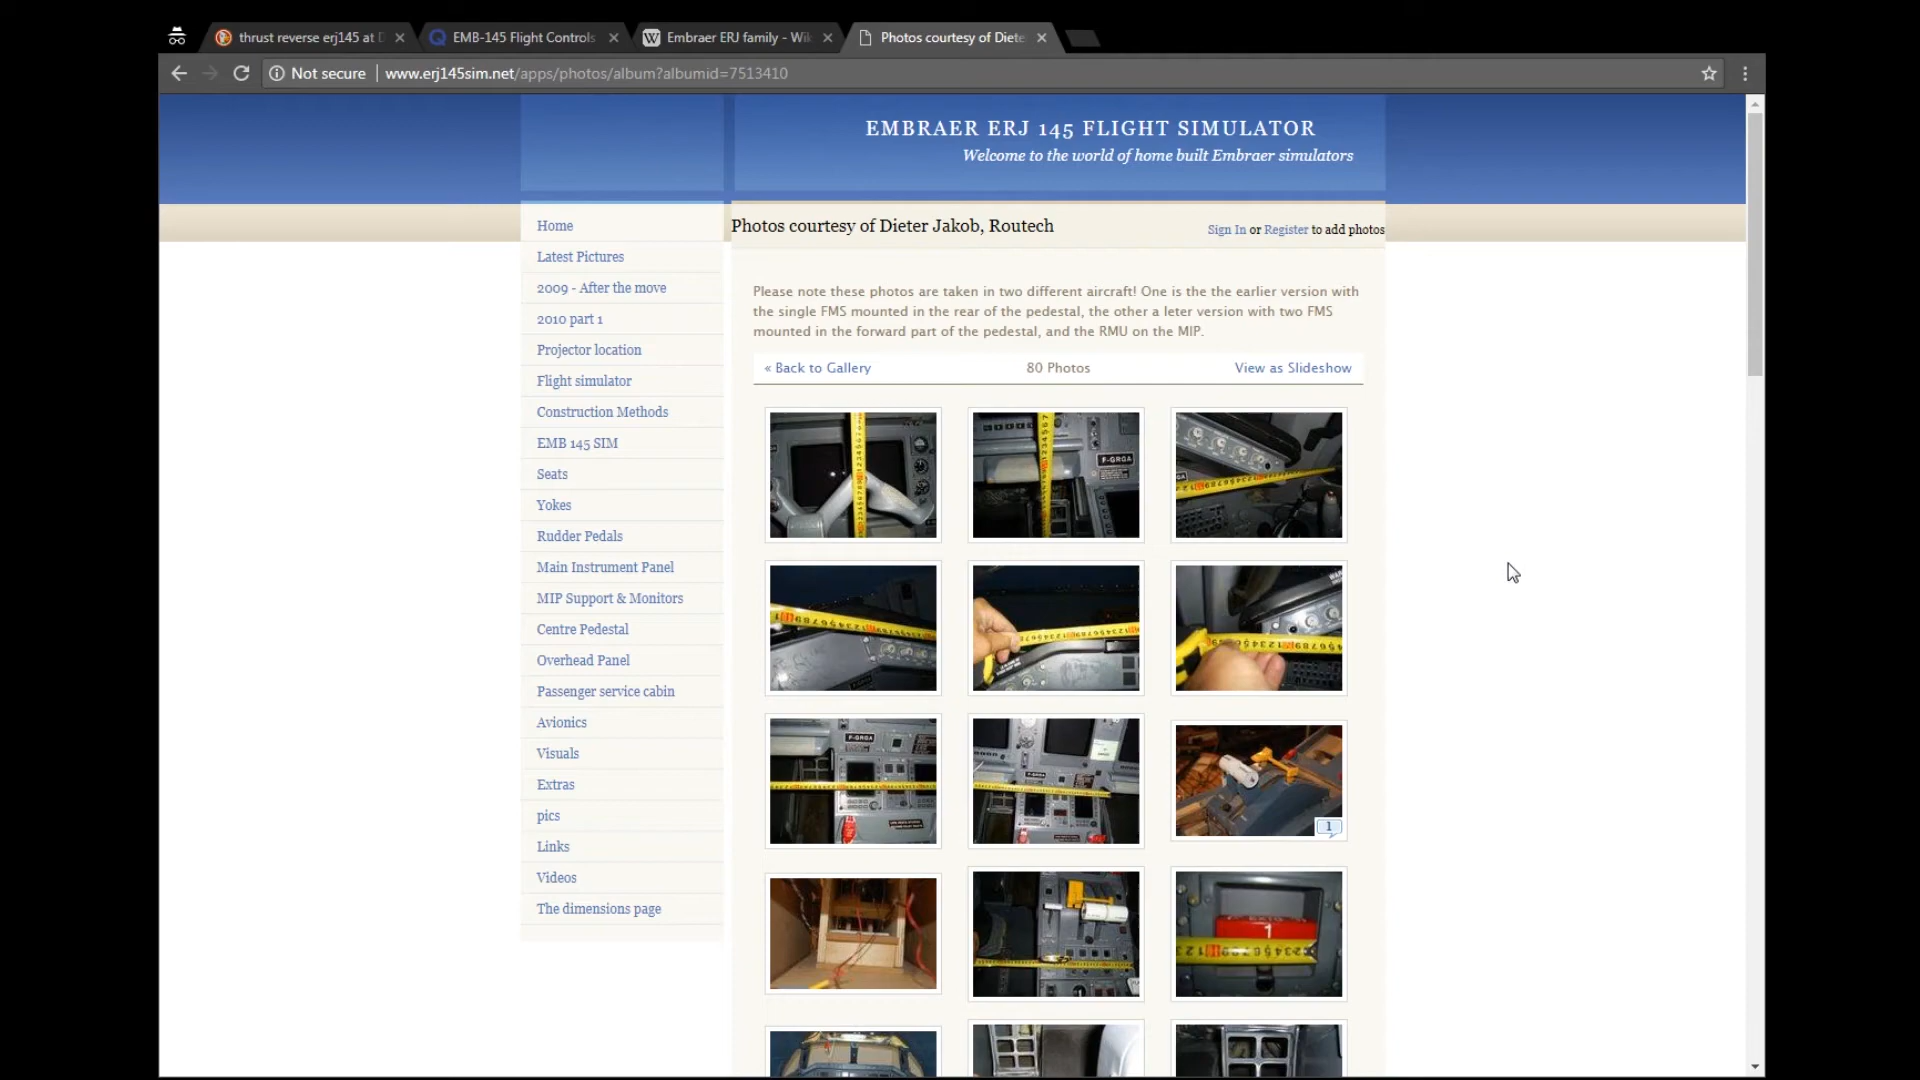 thrust reverse erj145 at
EMB-145 Flight Controls
Embraer ERJ family - Wik
Photos courtesy of Diete
Not secure
www.erj145sim.net/apps/photos/album?albumid=7513410
EMBRAER ERJ 145 FLIGHT SIMULATOR
Welcome to the world of home built Embraer simulators
Home
Latest Pictures
2009 - After the move
2010 part 1
Projector location
Flight simulator
Construction Methods
EMB 145 SIM
Seats
Yokes
Rudder Pedals
Main Instrument Panel
MIP Support & Monitors
Centre Pedestal
Overhead Panel
Passenger service cabin
Avionics
Visuals
Extras
pics
Links
Videos
The dimensions page
Photos courtesy of Dieter Jakob, Routech
Sign In or Register to add photos
Please note these photos are taken in two different aircraft! One is the the earlier version with
the single FMS mounted in the rear of the pedestal, the other a leter version with two FMS
mounted in the forward part of the pedestal, and the RMU on the MIP.
« Back to Gallery
80 Photos
View as Slideshow
F-GRGA
F-GRGA
F-GRGA
1
1